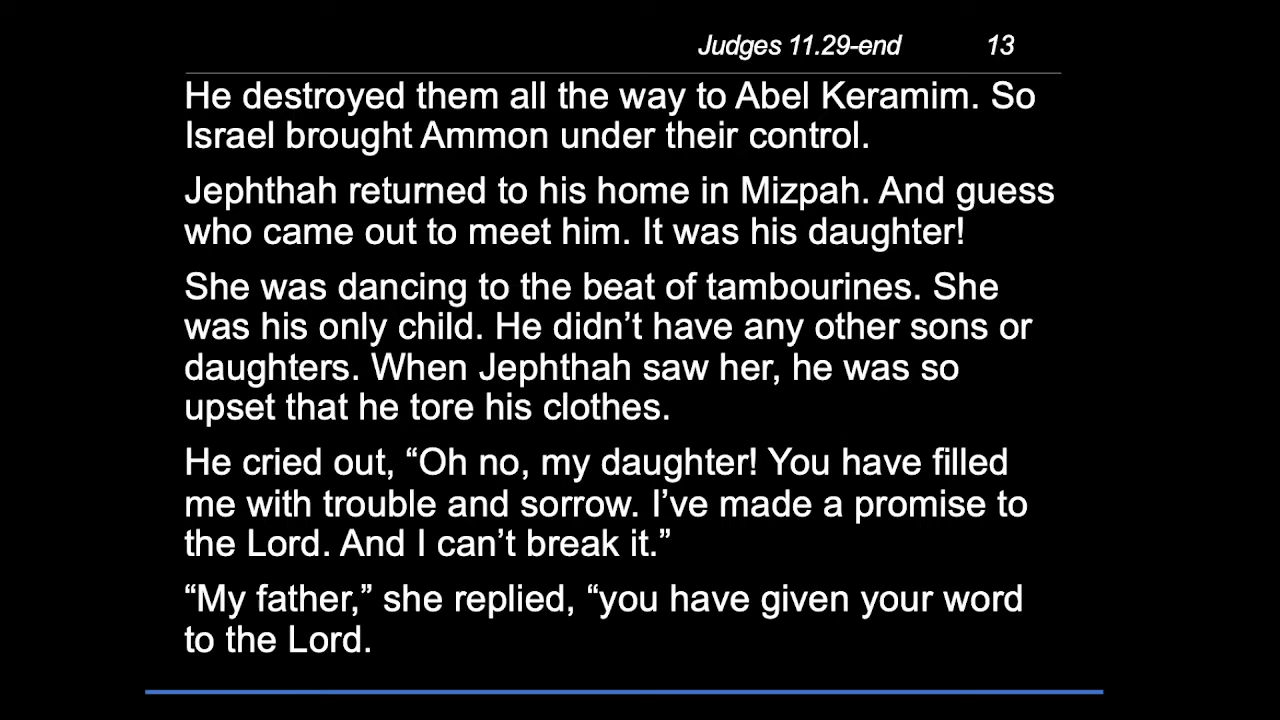 Judges 11.29-end 13
He destroyed them all the way to Abel Keramim. So
Israel brought Ammon under their control.
Jephthah returned to his home in Mizpah. And guess
who came out to meet him. It was his daughter!
She was dancing to the beat of tambourines. She
was his only child. He didn’t have any other sons or
daughters. When Jephthah saw her, he was so
upset that he tore his clothes.
He cried out, “Oh no, my daughter! You have filled
me with trouble and sorrow. I’ve made a promise to
the Lord. And I can’t break it.”
“My father,” she replied, “you have given your word
to the Lord.